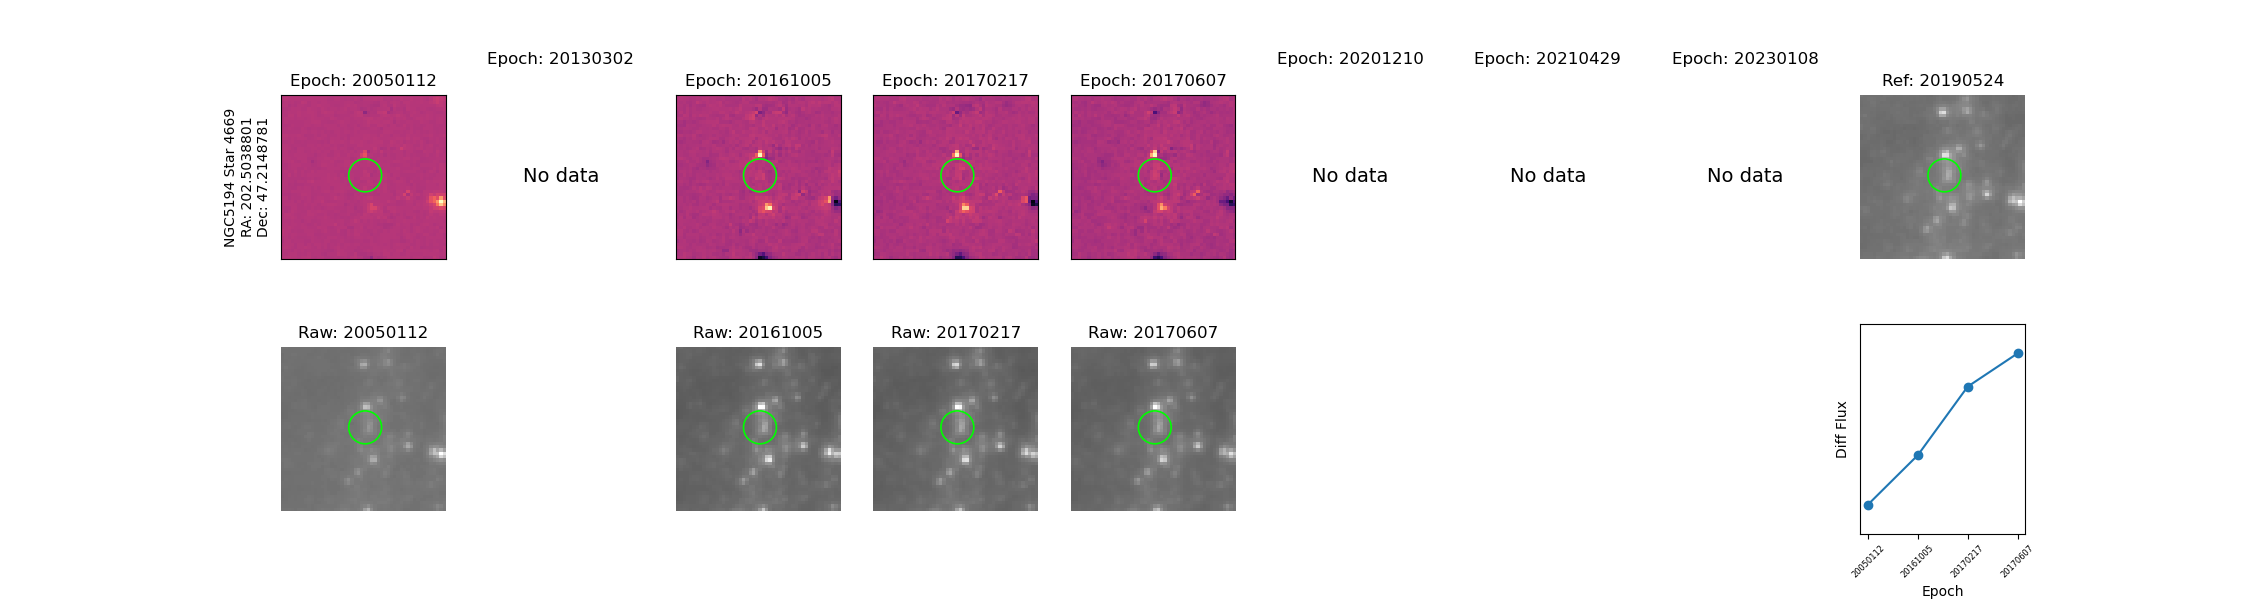 NGC5194 Star 4669
RA: 202.5038801
Dec: 47.2148781
Epoch: 20050112
Epoch: 20130302
No data
Epoch: 20161005
Epoch: 20170217
Epoch: 20170607
Epoch: 20201210
No data
Epoch: 20210429
No data
Epoch: 20230108
No data
Ref: 20190524
Raw: 20050112
Raw: 20161005
Raw: 20170217
Raw: 20170607
Diff Flux
20050112
20161005
20170217
20170607
Epoch